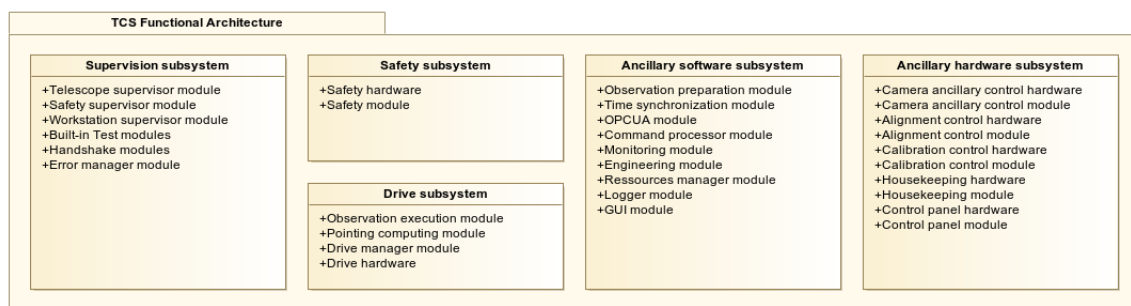 TCS Functional Architecture
Supervision subsystem
+Telescope supervisor module
+Safety supervisor module
+Workstation supervisor module
+Built-in Test modules
+Handshake modules
+Error manager module
Safety subsystem
+Safety hardware
+Safety module
Drive subsystem
+Observation execution module
+Pointing computing module
+Drive manager module
+Drive hardware
Ancillary software subsystem
+Observation preparation module
+Time synchronization module
+OPCUA module
+Command processor module
+Monitoring module
+Engineering module
+Ressources manager module
+Logger module
+GUI module
Ancillary hardware subsystem
+Camera ancillary control hardware
+Camera ancillary control module
+Alignment control hardware
+Alignment control module
+Calibration control hardware
+Calibration control module
+Housekeeping hardware
+Housekeeping module
+Control panel hardware
+Control panel module